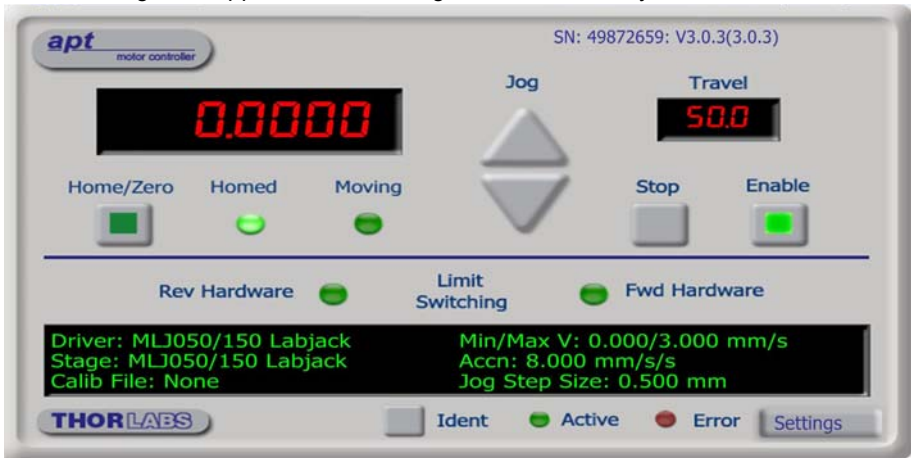 apt
motor controller
SN: 49872659: V3.0.3(3.0.3)
Jog
Travel
0.0000
50.0
Home/Zero Homed Moving
Stop Enable
Rev Hardware
Limit
Switching
Fwd Hardware
Driver: MLJ050/150 Labjack
Stage: MLJ050/150 Labjack
Calib File: None
Min/Max V: 0.000/3.000 mm/s
Accn: 8.000 mm/s/s
Jog Step Size: 0.500 mm
THORLABS
Ident Active Error Settings